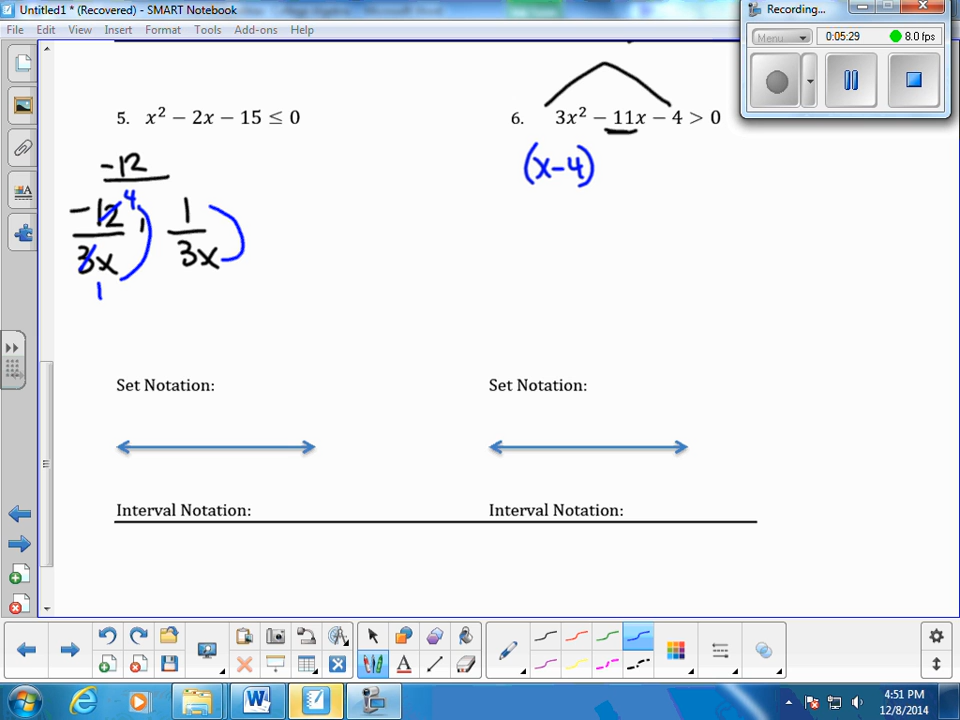 Untitled1 * (Recovered) - SMART Notebook
File Edit View Insert Format Tools Add-ons Help
Recording...
Menu 0:05:29 8.0 fps
5. x² − 2x − 15 ≤ 0
6. 3x² − 11x − 4 > 0
-12
-12 4 1 1
3x 3x
1
(x-4)
Set Notation:
Set Notation:
Interval Notation:
Interval Notation:
A
W
4:51 PM
12/8/2014